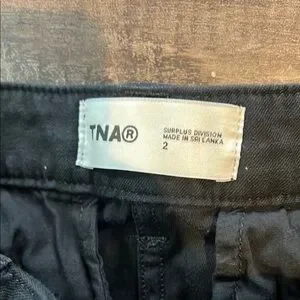 TNA®
SURPLUS DIVISION
MADE IN SRI LANKA
2